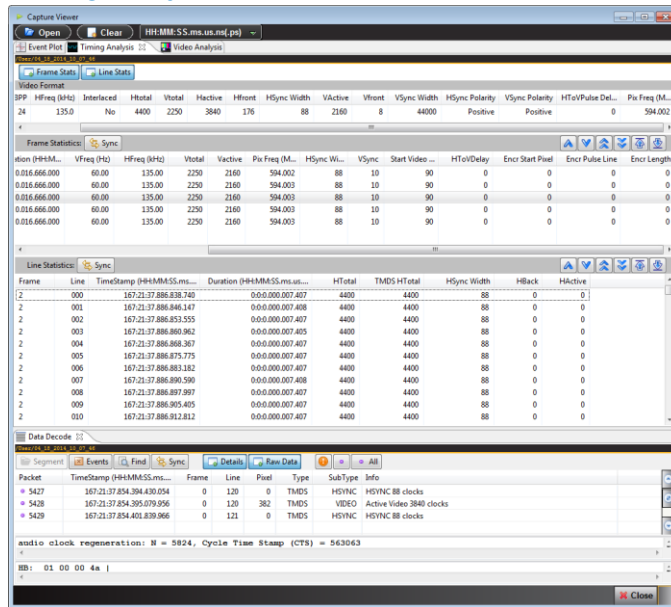 Capture Viewer
Open Clear HH:MM:SS.ms.us.ns(.ps)
Event Plot Timing Analysis Video Analysis
/User/04_18_2014_10_07_48
Frame Stats Line Stats
Video Format
BPP HFreq (kHz) Interlaced Htotal Vtotal Hactive Hfront HSync Width VActive Vfront VSync Width HSync Polarity VSync Polarity HToVPulse Del... Pix Freq (M...
24 135.0 No 4400 2250 3840 176 88 2160 8 44000 Positive Positive 0 594.002
Frame Statistics: Sync
ation (HH:M... VFreq (Hz) HFreq (kHz) Vtotal Vactive Pix Freq (M... HSync Wi... VSync Start Video ... HToVDelay Encr Start Pixel Encr Pulse Line Encr Length
0.016.666.000 60.00 135.00 2250 2160 594.002 88 10 90 0 0 0 0
0.016.666.000 60.00 135.00 2250 2160 594.003 88 10 90 0 0 0 0
0.016.666.000 60.00 135.00 2250 2160 594.003 88 10 90 0 0 0 0
0.016.666.000 60.00 135.00 2250 2160 594.003 88 10 90 0 0 0 0
Line Statistics: Sync
Frame Line TimeStamp (HH:MM:SS.ms.... Duration (HH:MM:SS.ms.us.... HTotal TMDS HTotal HSync Width HBack HActive
2 000 167:21:37.886.838.740 0:0:0.000.007.407 4400 4400 88 0 0
2 001 167:21:37.886.846.147 0:0:0.000.007.408 4400 4400 88 0 0
2 002 167:21:37.886.853.555 0:0:0.000.007.407 4400 4400 88 0 0
2 003 167:21:37.886.860.962 0:0:0.000.007.405 4400 4400 88 0 0
2 004 167:21:37.886.868.367 0:0:0.000.007.407 4400 4400 88 0 0
2 005 167:21:37.886.875.775 0:0:0.000.007.407 4400 4400 88 0 0
2 006 167:21:37.886.883.182 0:0:0.000.007.407 4400 4400 88 0 0
2 007 167:21:37.886.890.590 0:0:0.000.007.408 4400 4400 88 0 0
2 008 167:21:37.886.897.997 0:0:0.000.007.407 4400 4400 88 0 0
2 009 167:21:37.886.905.405 0:0:0.000.007.407 4400 4400 88 0 0
2 010 167:21:37.886.912.812 0:0:0.000.007.407 4400 4400 88 0 0
Data Decode
/User/04_18_2014_10_07_48
Segment Events Find Sync Details Raw Data All
Packet TimeStamp (HH:MM:SS.ms.... Frame Line Pixel Type SubType Info
5427 167:21:37.854.394.430.054 0 120 0 TMDS HSYNC HSYNC 88 clocks
5428 167:21:37.854.395.079.956 0 120 382 TMDS VIDEO Active Video 3840 clocks
5429 167:21:37.854.401.839.966 0 121 0 TMDS HSYNC HSYNC 88 clocks
audio clock regeneration: N = 5824, Cycle Time Stamp (CTS) = 563063
HB: 01 00 00 4a |
Close